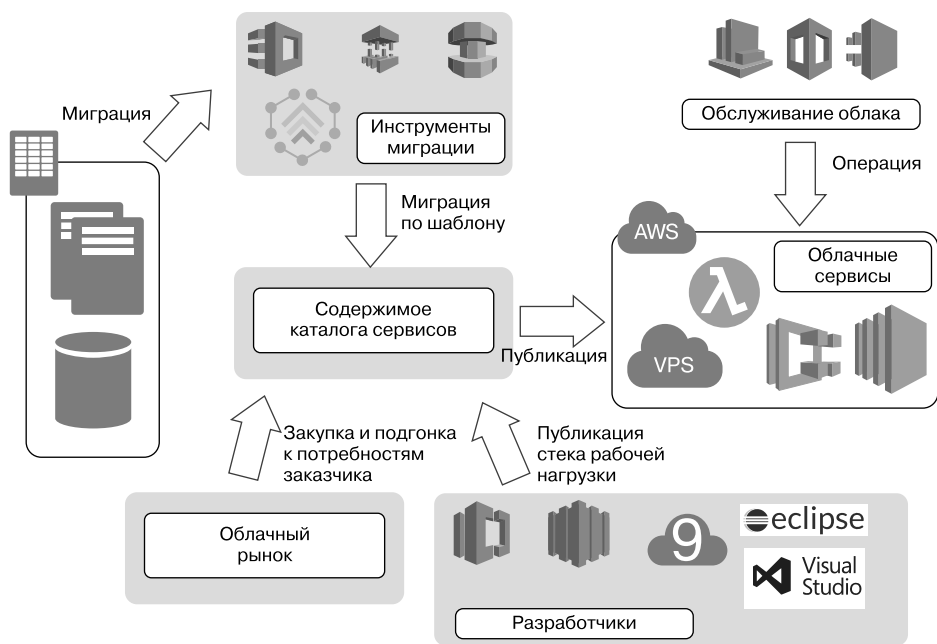 Миграция
Инструменты
миграции
Обслуживание облака
Операция
Миграция
по шаблону
AWS
Облачные
сервисы
λ
Содержимое
каталога сервисов
Публикация
VPS
Закупка и подгонка
к потребностям
заказчика
Публикация
стека рабочей
нагрузки
Облачный
рынок
9
eclipse
Visual
Studio
Разработчики